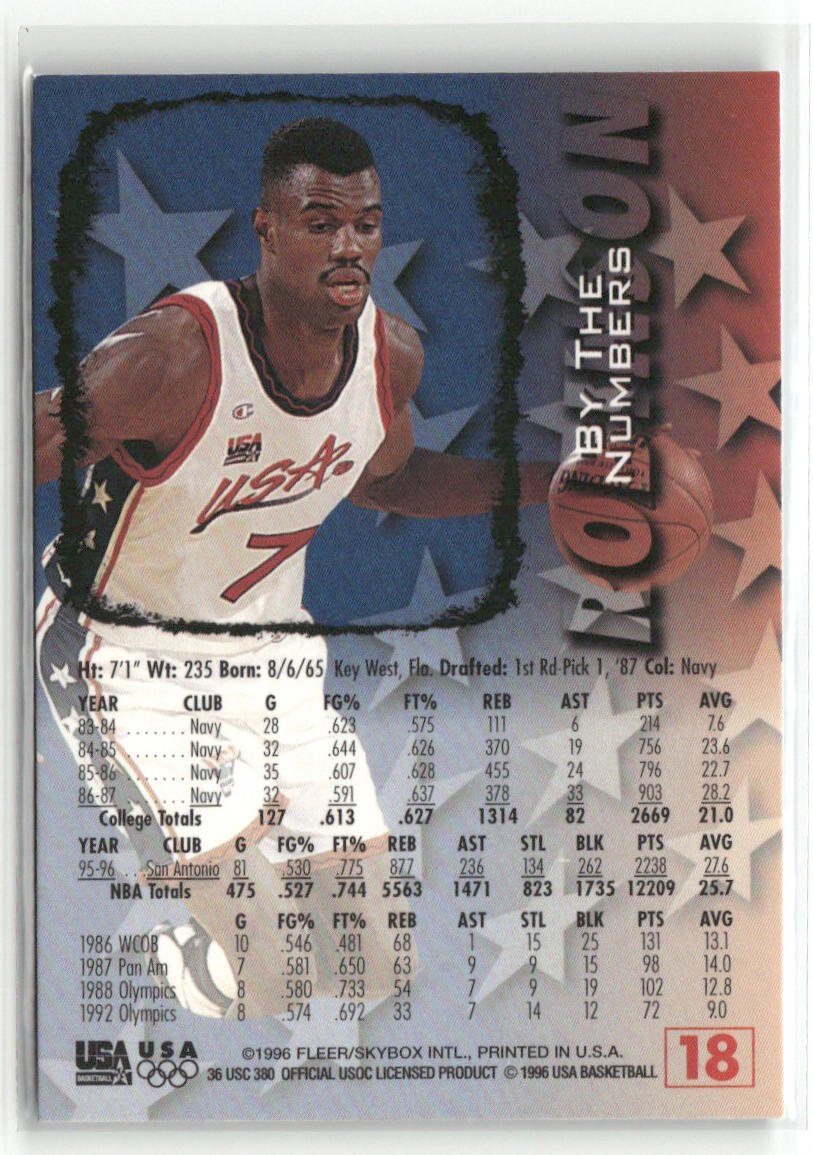 ROBINSON
BY THE
NUMBERS
SPALDING
C
USA
USA
7
Ht: 7'1" Wt: 235 Born: 8/6/65 Key West, Fla. Drafted: 1st Rd-Pick 1, '87 Col: Navy
YEAR CLUB G FG% FT% REB AST PTS AVG
83-84 ....... Navy 28 .623 .575 111 6 214 7.6
84-85 ....... Navy 32 .644 .626 370 19 756 23.6
85-86 ....... Navy 35 .607 .628 455 24 796 22.7
86-87 ....... Navy 32 .591 .637 378 33 903 28.2
College Totals 127 .613 .627 1314 82 2669 21.0
YEAR CLUB G FG% FT% REB AST STL BLK PTS AVG
95-96 ...San Antonio 81 .530 .775 877 236 134 262 2238 27.6
NBA Totals 475 .527 .744 5563 1471 823 1735 12209 25.7
G FG% FT% REB AST STL BLK PTS AVG
1986 WCOB 10 .546 .481 68 1 15 25 131 13.1
1987 Pan Am 7 .581 .650 63 9 9 15 98 14.0
1988 Olympics 8 .580 .733 54 7 9 19 102 12.8
1992 Olympics 8 .574 .692 33 7 14 12 72 9.0
USA BASKETBALL USA
©1996 FLEER/SKYBOX INTL., PRINTED IN U.S.A.
36 USC 380 OFFICIAL USOC LICENSED PRODUCT © 1996 USA BASKETBALL
18